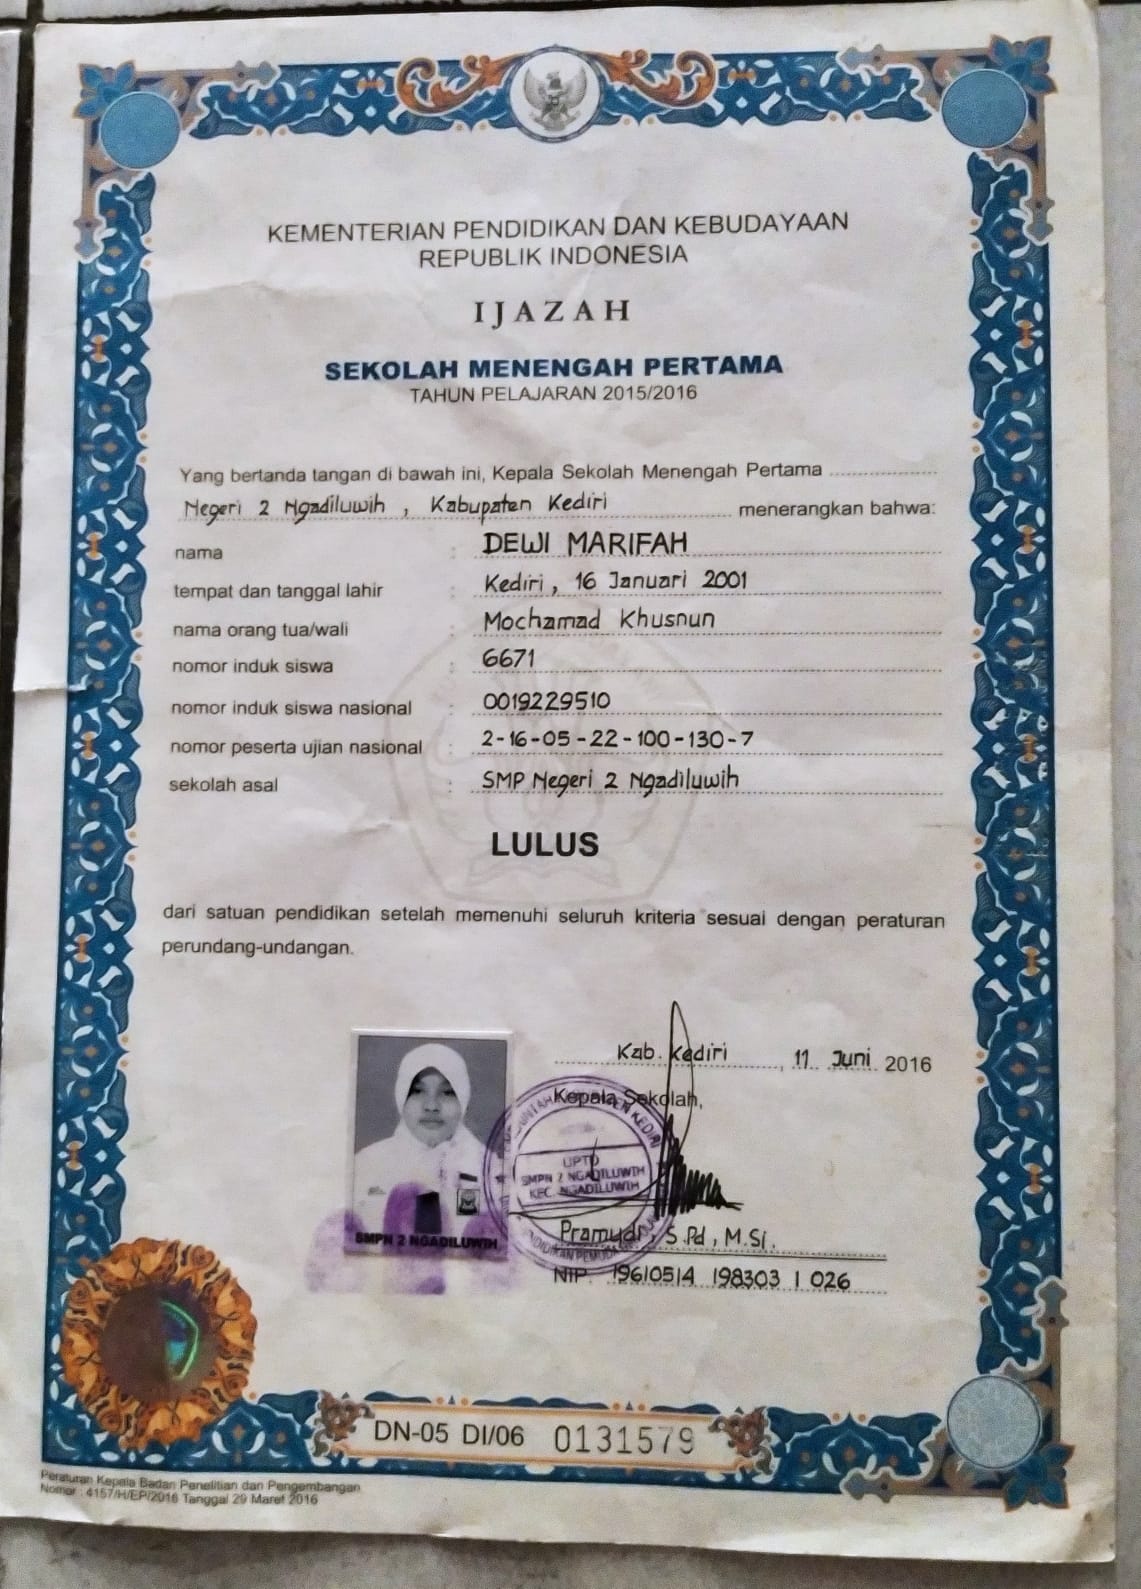 KEMENTERIAN PENDIDIKAN DAN KEBUDAYAAN
REPUBLIK INDONESIA
IJAZAH
SEKOLAH MENENGAH PERTAMA
TAHUN PELAJARAN 2015/2016
Yang bertanda tangan di bawah ini, Kepala Sekolah Menengah Pertama
Negeri 2 Ngadiluwih , Kabupaten Kediri menerangkan bahwa:
nama : DEWI MARIFAH
tempat dan tanggal lahir : Kediri, 16 Januari 2001
nama orang tua/wali : Mochamad Khusnun
nomor induk siswa : 6671
nomor induk siswa nasional : 0019229510
nomor peserta ujian nasional : 2-16-05-22-100-130-7
sekolah asal : SMP Negeri 2 Ngadiluwih
LULUS
dari satuan pendidikan setelah memenuhi seluruh kriteria sesuai dengan peraturan
perundang-undangan.
Kab. Kediri, 11 Juni 2016
Kepala Sekolah,
UPTD
SMPN 2 NGADILUWIH
KEC. NGADILUWIH
SMPN 2 NGADILUWIH
Pramudi, S.Pd, M.Si.
NIP. 19610514 198303 1 026
DN-05 DI/06 0131579
Peraturan Kepala Badan Penelitian dan Pengembangan
Nomor : 4157/H/EP/2016 Tanggal 29 Maret 2016